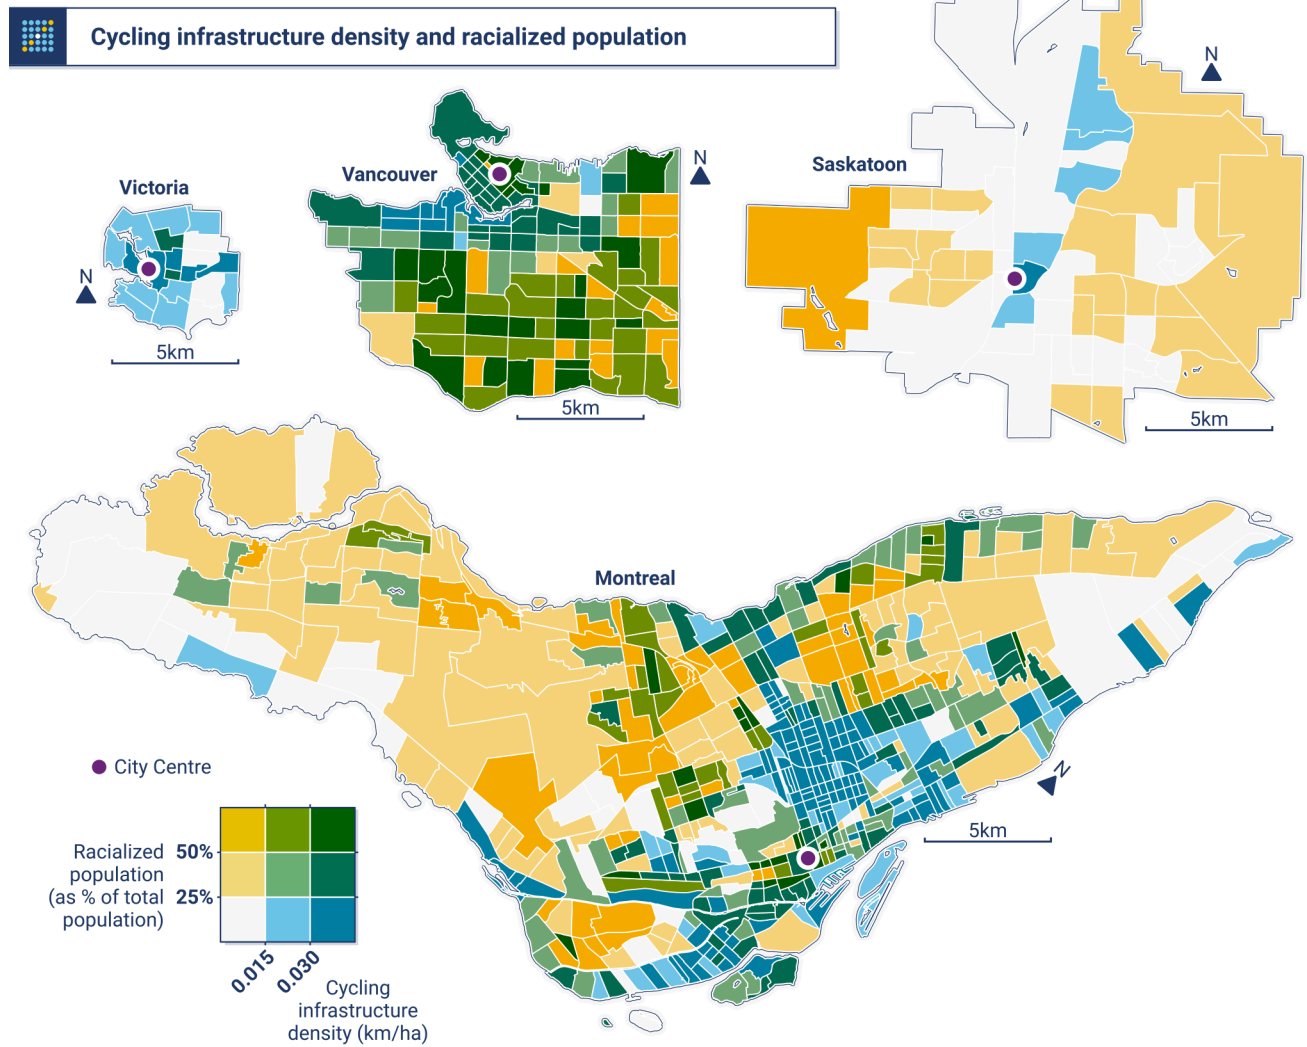 Cycling infrastructure density and racialized population
N
Saskatoon
N
Vancouver
Victoria
N
5km
5km
5km
Montreal
N
City Centre
5km
Racialized
population
(as % of total
population)
50%
25%
0.015
0.030
Cycling
infrastructure
density (km/ha)